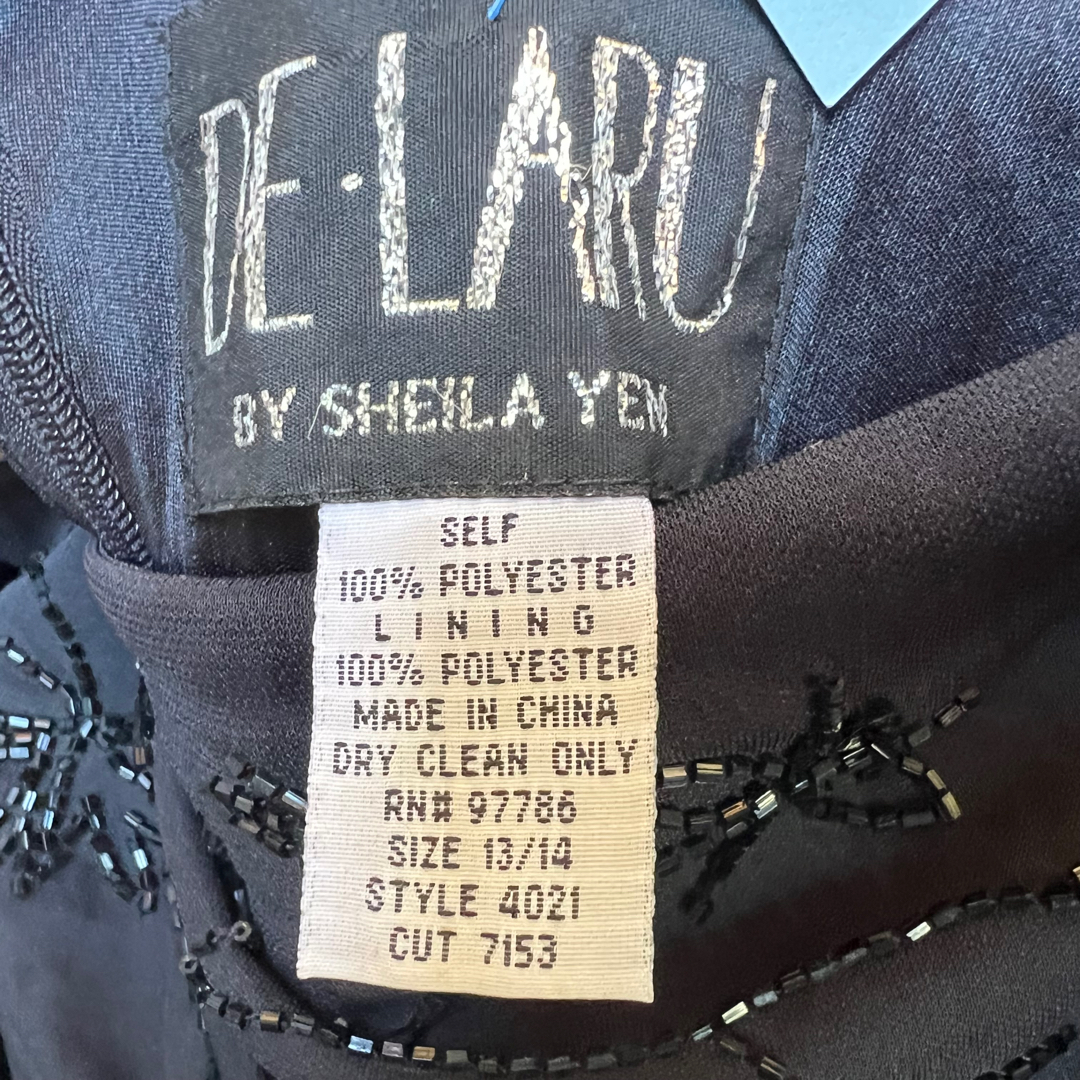 DE·LARU
BY SHEILA YEN
SELF
100% POLYESTER
LINING
100% POLYESTER
MADE IN CHINA
DRY CLEAN ONLY
RN# 97786
SIZE 13/14
STYLE 4021
CUT 7153